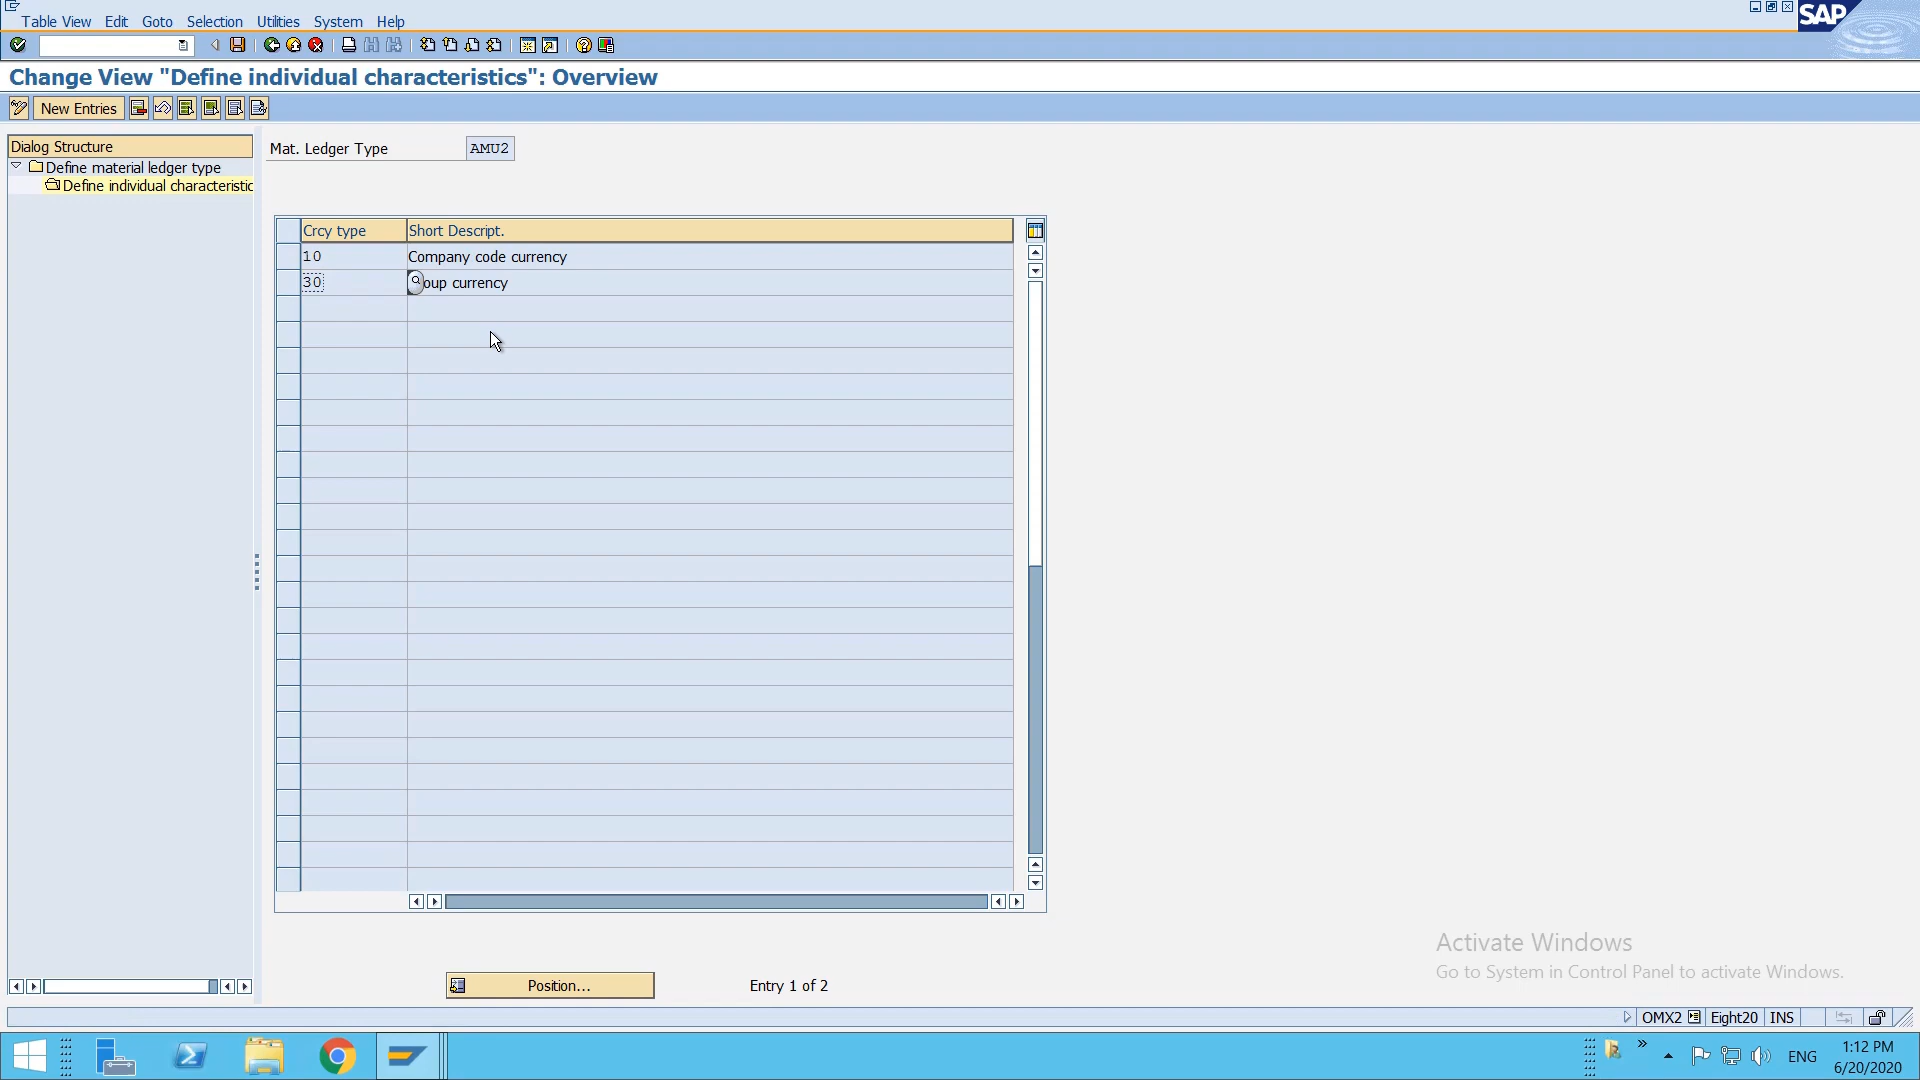 Table View Edit Goto Selection Utilities System Help
SAP
Change View "Define individual characteristics": Overview
New Entries
Dialog Structure
Define material ledger type
Define individual characteristic
Mat. Ledger Type AMU2
Crcy type Short Descript.
10 Company code currency
30 oup currency
Position...
Entry 1 of 2
Activate Windows
Go to System in Control Panel to activate Windows.
OMX2 Eight20 INS
ENG
1:12 PM
6/20/2020